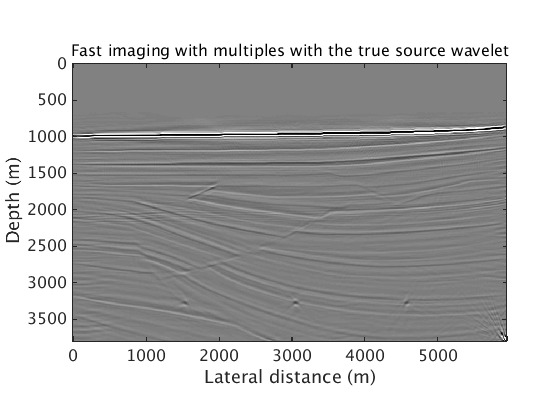 Fast imaging with multiples with the true source wavelet
0
500
1000
1500
2000
2500
3000
3500
Depth (m)
0 1000 2000 3000 4000 5000
Lateral distance (m)